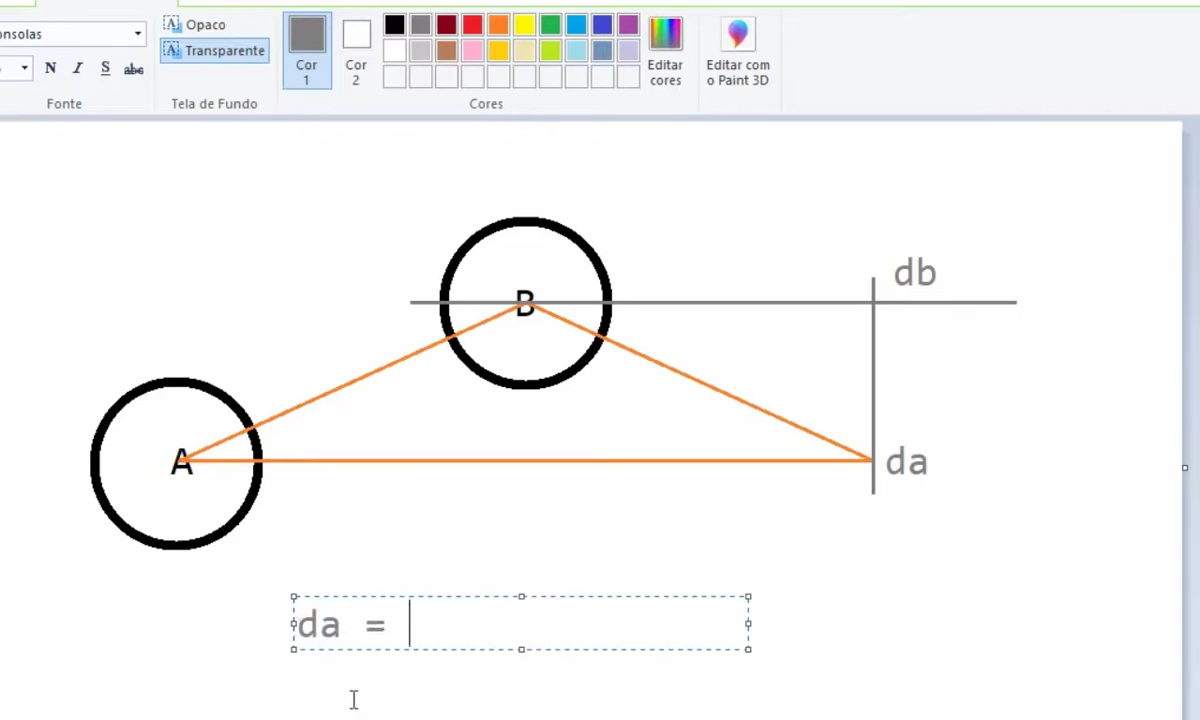 onsolas
Opaco
Transparente
N I S abc
Cor 1
Cor 2
Editar cores
Editar com o Paint 3D
Fonte
Tela de Fundo
Cores
B
db
A
da
da =